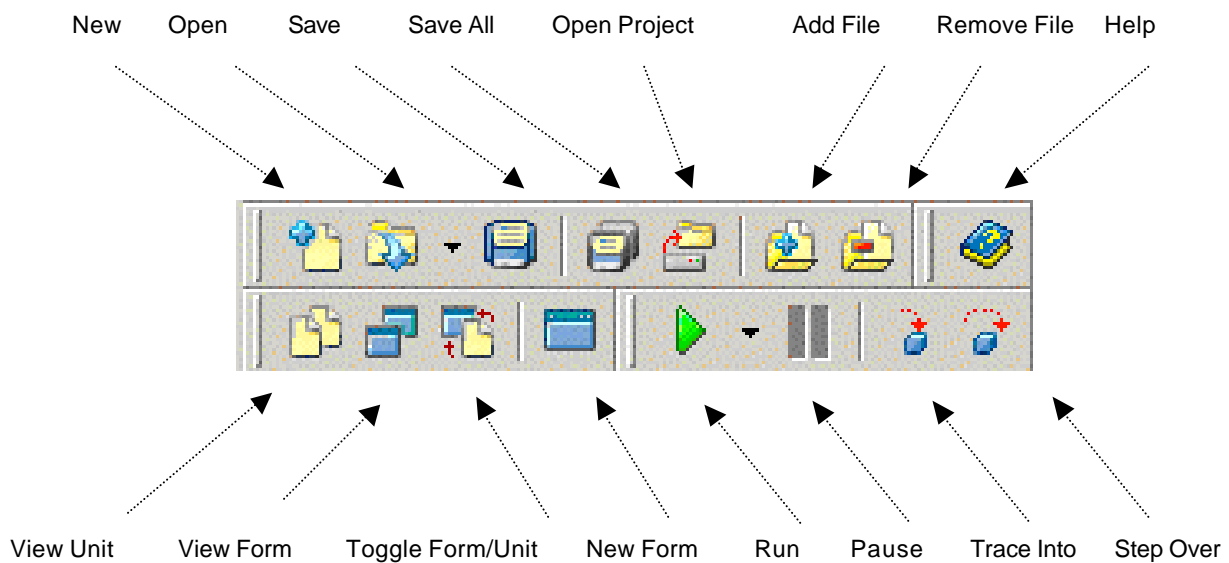 New Open Save Save All Open Project Add File Remove File Help
View Unit View Form Toggle Form/Unit New Form Run Pause Trace Into Step Over